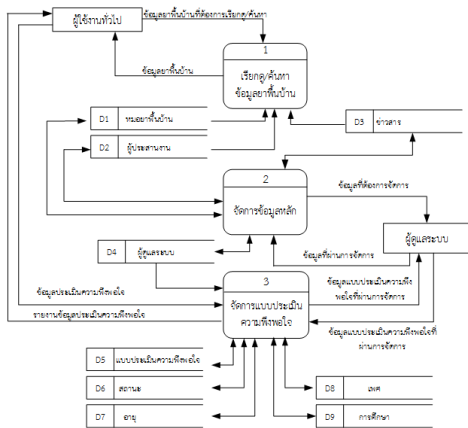 ผู้ใช้งานทั่วไป
ข้อมูลยาพื้นบ้านที่ต้องการเรียกดู/ค้นหา
1
เรียกดู/ค้นหา
ข้อมูลยาพื้นบ้าน
ข้อมูลยาพื้นบ้าน
D1 หมอยาพื้นบ้าน
D2 ผู้ประสานงาน
D3 ข่าวสาร
2
จัดการข้อมูลหลัก
ข้อมูลที่ต้องการจัดการ
ผู้ดูแลระบบ
D4 ผู้ดูแลระบบ
ข้อมูลที่ผ่านการจัดการ
3
จัดการแบบประเมิน
ความพึงพอใจ
ข้อมูลแบบประเมินความพึง
พอใจที่ผ่านการจัดการ
ข้อมูลประเมินความพึงพอใจ
รายงานข้อมูลประเมินความพึงพอใจ
ข้อมูลแบบประเมินความพึงพอใจที่
ผ่านการจัดการ
D5 แบบประเมินความพึงพอใจ
D6 สถานะ
D7 อายุ
D8 เพศ
D9 การศึกษา